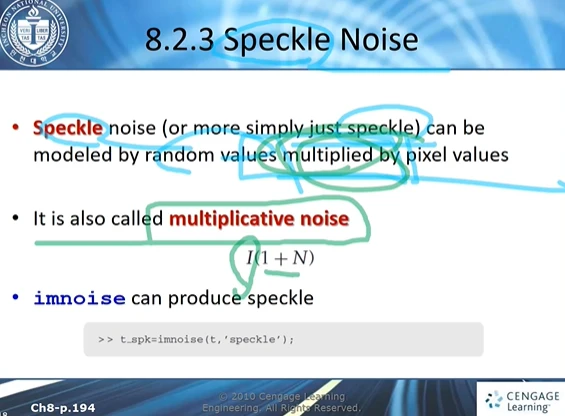 8.2.3 Speckle Noise
• Speckle noise (or more simply just speckle) can be
modeled by random values multiplied by pixel values
• It is also called multiplicative noise
I(1 + N)
• imnoise can produce speckle
>> t_spk=imnoise(t,'speckle');
Ch8-p.194
© 2010 Cengage Learning
Engineering. All Rights Reserved.
CENGAGE
Learning